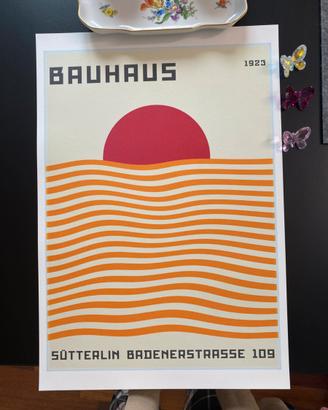 BAUHAUS
1923
SÜTTERLIN BADENERSTRASSE 109